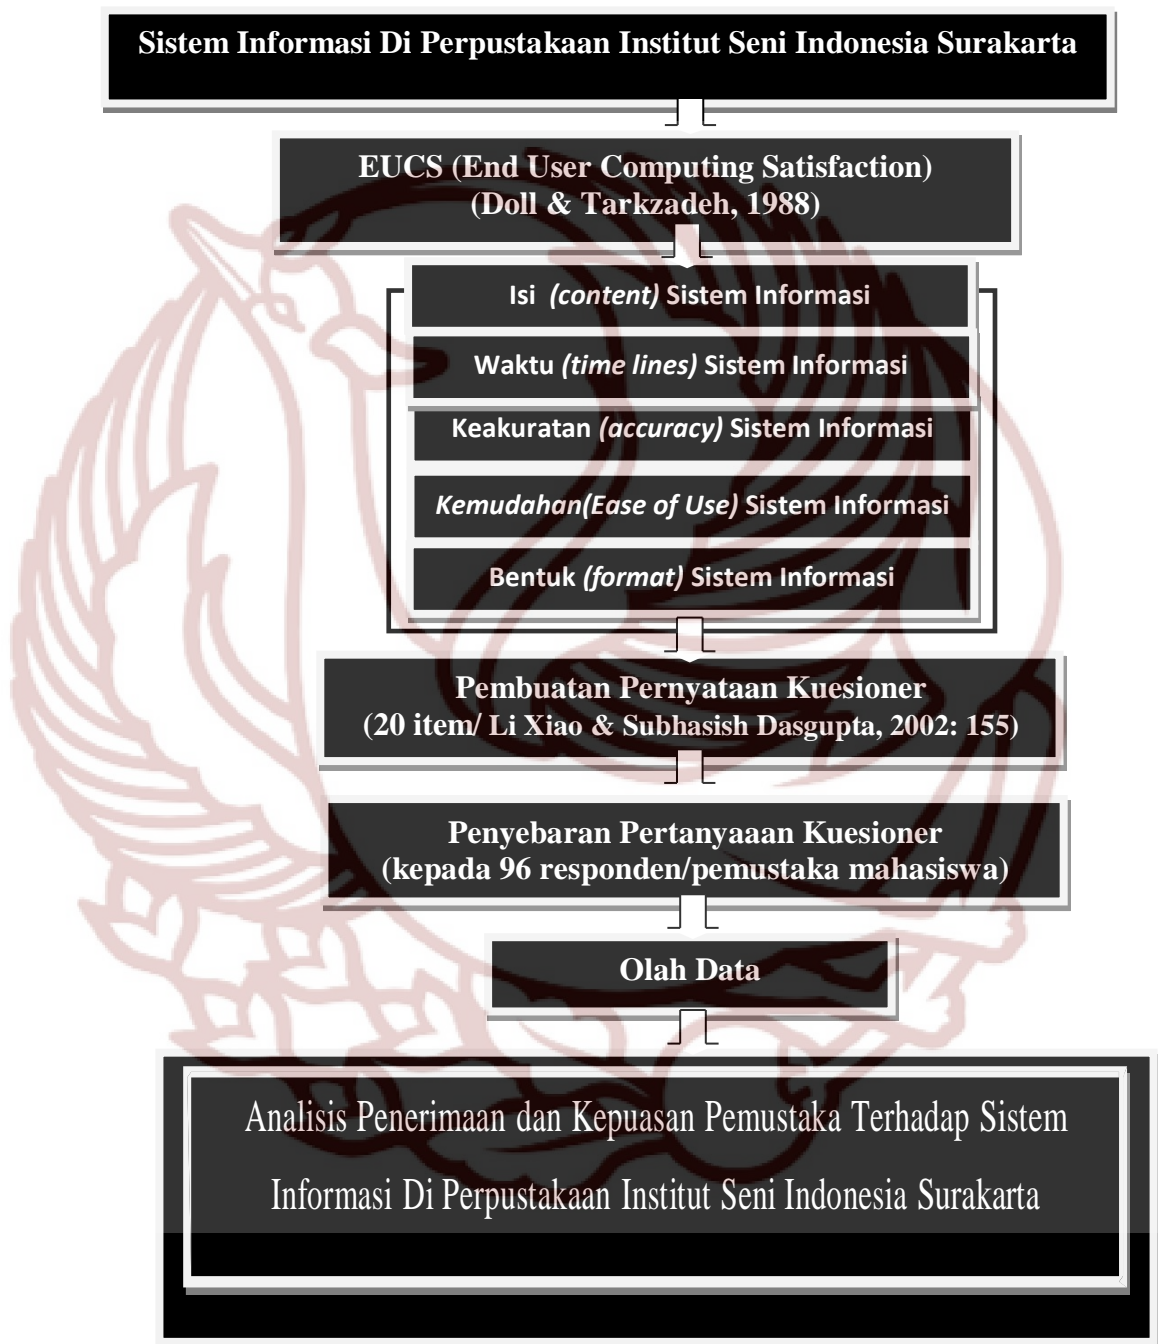 Sistem Informasi Di Perpustakaan Institut Seni Indonesia Surakarta
EUCS (End User Computing Satisfaction)
(Doll & Tarkzadeh, 1988)
Isi (content) Sistem Informasi
Waktu (time lines) Sistem Informasi
Keakuratan (accuracy) Sistem Informasi
Kemudahan(Ease of Use) Sistem Informasi
Bentuk (format) Sistem Informasi
Pembuatan Pernyataan Kuesioner
(20 item/ Li Xiao & Subhasish Dasgupta, 2002: 155)
Penyebaran Pertanyaaan Kuesioner
(kepada 96 responden/pemustaka mahasiswa)
Olah Data
Analisis Penerimaan dan Kepuasan Pemustaka Terhadap Sistem
Informasi Di Perpustakaan Institut Seni Indonesia Surakarta